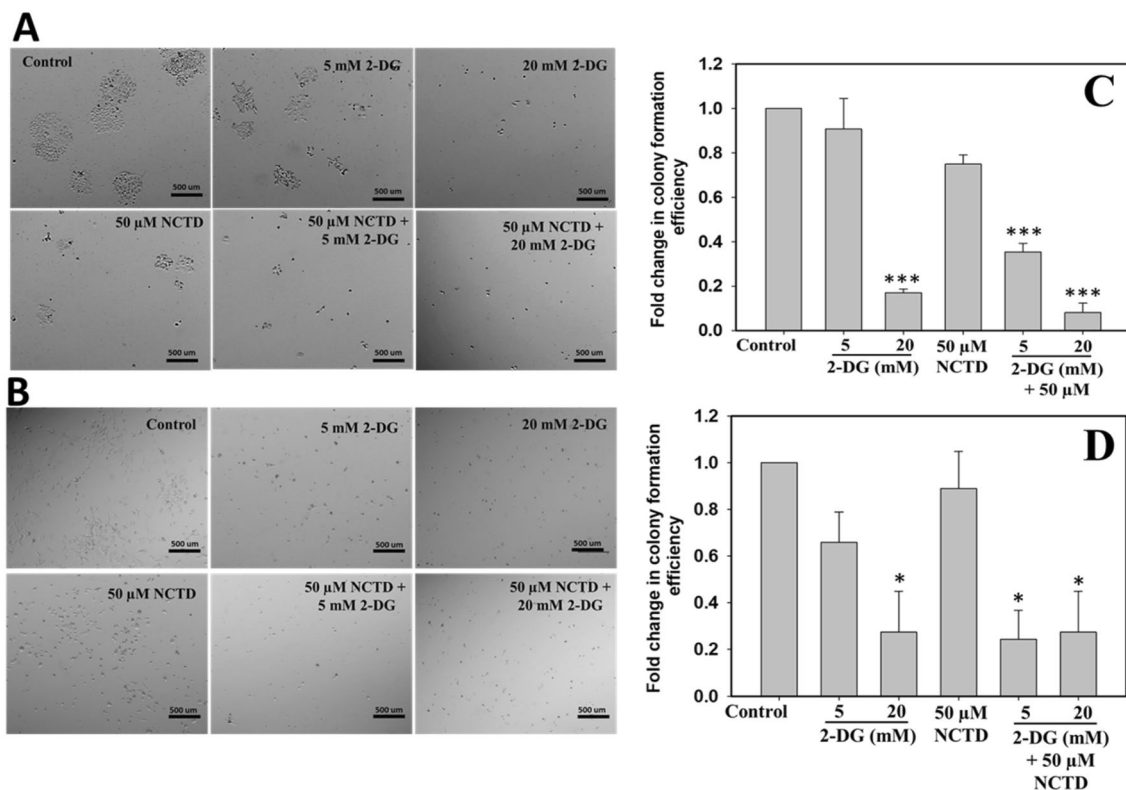 A
Control
5 mM 2-DG
20 mM 2-DG
500 um
500 um
500 um
50 µM NCTD
50 µM NCTD +
5 mM 2-DG
50 µM NCTD +
20 mM 2-DG
500 um
500 um
500 um
B
Control
5 mM 2-DG
20 mM 2-DG
500 um
500 um
500 um
50 µM NCTD
50 µM NCTD +
5 mM 2-DG
50 µM NCTD +
20 mM 2-DG
500 um
500 um
500 um
C
Fold change in colony formation
efficiency
1.2
1.0
0.8
0.6
0.4
0.2
0.0
***
***
***
Control
5
20
2-DG (mM)
50 µM
NCTD
5
20
2-DG (mM)
+ 50 µM
D
Fold change in colony formation
efficiency
1.2
1.0
0.8
0.6
0.4
0.2
0.0
*
*
*
Control
5
20
2-DG (mM)
50 µM
NCTD
5
20
2-DG (mM)
+ 50 µM
NCTD